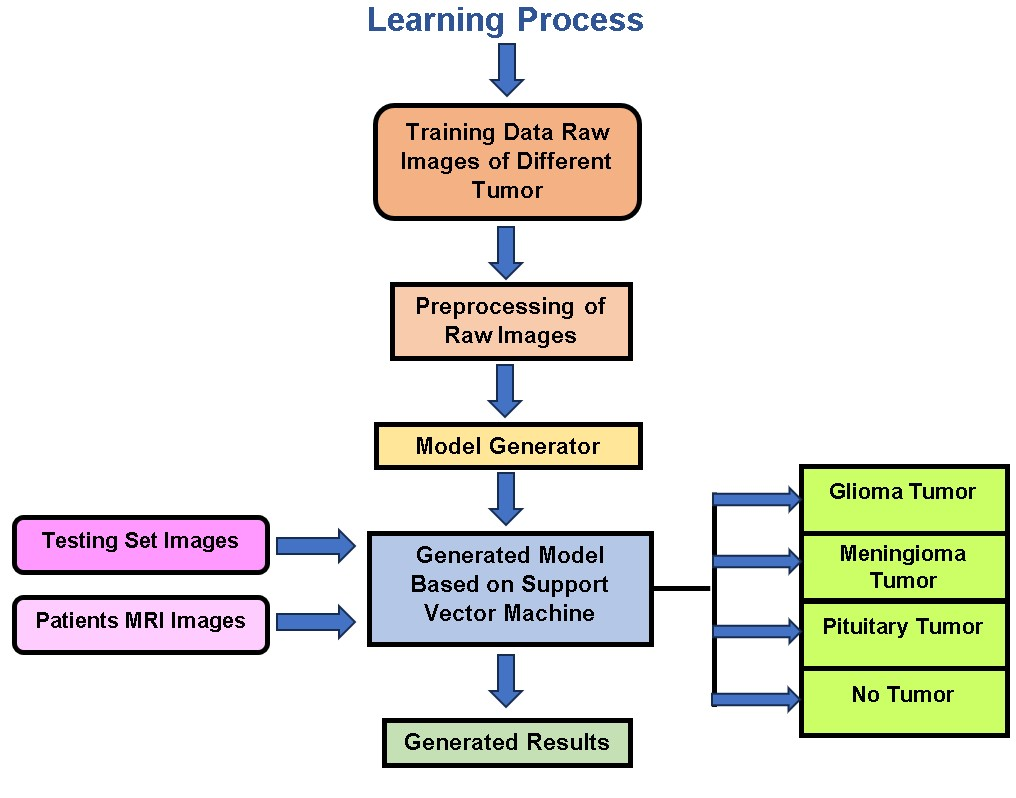 Learning Process
Training Data Raw
Images of Different
Tumor
Preprocessing of
Raw Images
Model Generator
Testing Set Images
Patients MRI Images
Generated Model
Based on Support
Vector Machine
Glioma Tumor
Meningioma
Tumor
Pituitary Tumor
No Tumor
Generated Results